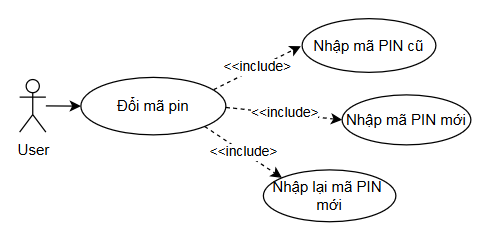 Nhập mã PIN cũ
<<include>
Đổi mã pin
<<include>
Nhập mã PIN mới
User
<<include>
Nhập lại mã PIN
mới